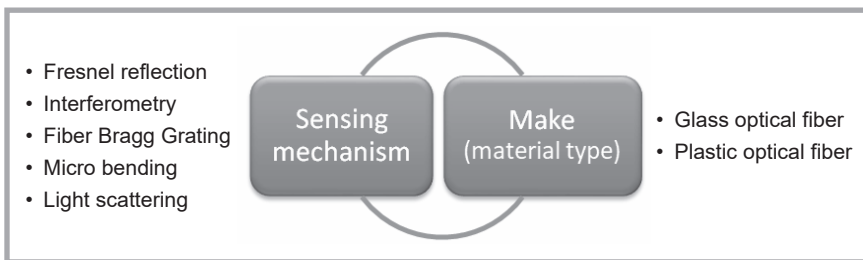 • Fresnel reflection
• Interferometry
• Fiber Bragg Grating
• Micro bending
• Light scattering
Sensing
mechanism
Make
(material type)
• Glass optical fiber
• Plastic optical fiber